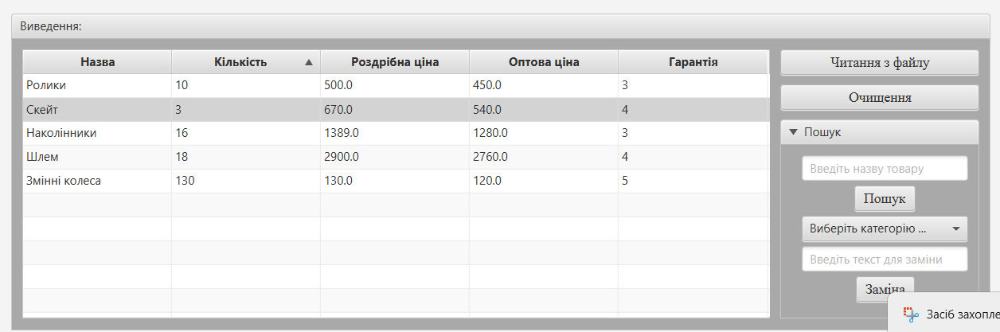 Виведення:
Назва Кількість Роздрібна ціна Оптова ціна Гарантія
Ролики 10 500.0 450.0 3
Скейт 3 670.0 540.0 4
Наколінники 16 1389.0 1280.0 3
Шлем 18 2900.0 2760.0 4
Змінні колеса 130 130.0 120.0 5
Читання з файлу
Очищення
Пошук
Введіть назву товару
Пошук
Виберіть категорію ...
Введіть текст для заміни
Заміна
Засіб захопле